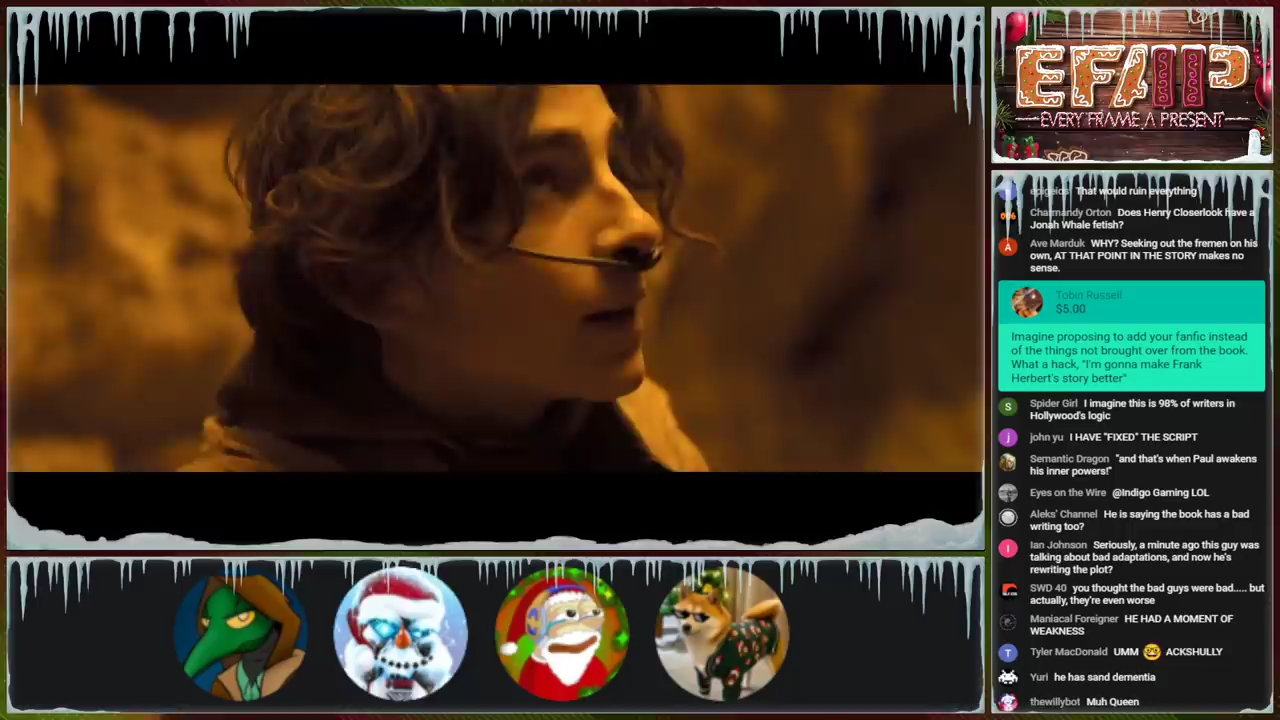 EFAP
EVERY FRAME A PRESENT
epigeios That would ruin everything
Charmandy Orton Does Henry Closerlook have a
Jonah Whale fetish?
Ave Marduk WHY? Seeking out the fremen on his
own, AT THAT POINT IN THE STORY makes no
sense.
Tobin Russell
$5.00
Imagine proposing to add your fanfic instead
of the things not brought over from the book.
What a hack, "I'm gonna make Frank
Herbert's story better"
Spider Girl I imagine this is 98% of writers in
Hollywood's logic
john yu I HAVE "FIXED" THE SCRIPT
Semantic Dragon "and that's when Paul awakens
his inner powers!"
Eyes on the Wire @Indigo Gaming LOL
Aleks' Channel He is saying the book has a bad
writing too?
Ian Johnson Seriously, a minute ago this guy was
talking about bad adaptations, and now he's
rewriting the plot?
SWD 40 you thought the bad guys were bad..... but
actually, they're even worse
Maniacal Foreigner HE HAD A MOMENT OF
WEAKNESS
Tyler MacDonald UMM 🤓 ACKSHULLY
Yuri he has sand dementia
thewillybot Muh Queen